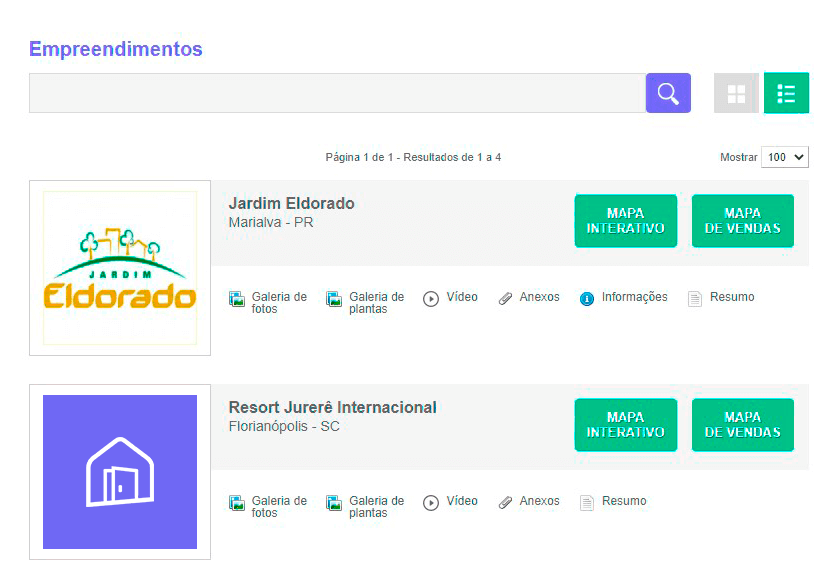 Empreendimentos
Página 1 de 1 - Resultados de 1 a 4
Mostrar 100
JARDIM
Eldorado
Jardim Eldorado
Marialva - PR
MAPA
INTERATIVO
MAPA
DE VENDAS
Galeria de
fotos
Galeria de
plantas
Vídeo
Anexos
Informações
Resumo
Resort Jurerê Internacional
Florianópolis - SC
MAPA
INTERATIVO
MAPA
DE VENDAS
Galeria de
fotos
Galeria de
plantas
Vídeo
Anexos
Resumo